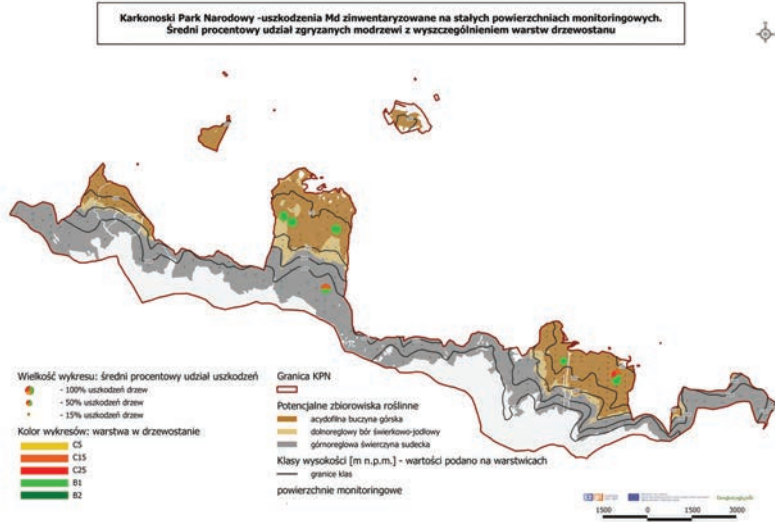 Karkonoski Park Narodowy -uszkodzenia Md zinwentaryzowane na stałych powierzchniach monitoringowych.
Średni procentowy udział zgryzanych modrzewi z wyszczególnieniem warstw drzewostanu
Wielkość wykresu: średni procentowy udział uszkodzeń
- 100% uszkodzeń drzew
- 50% uszkodzeń drzew
- 15% uszkodzeń drzew
Kolor wykresów: warstwa w drzewostanie
C5
C15
C25
B1
B2
Granica KPN
Potencjalne zbiorowiska roślinne
acydofilna buczyna górska
dolnoreglowy bór świerkowo-jodłowy
górnoreglowa świerczyna sudecka
Klasy wysokości [m n.p.m.] - wartości podano na warstwicach
granice klas
powierzchnie monitoringowe
1500 0 1500 3000